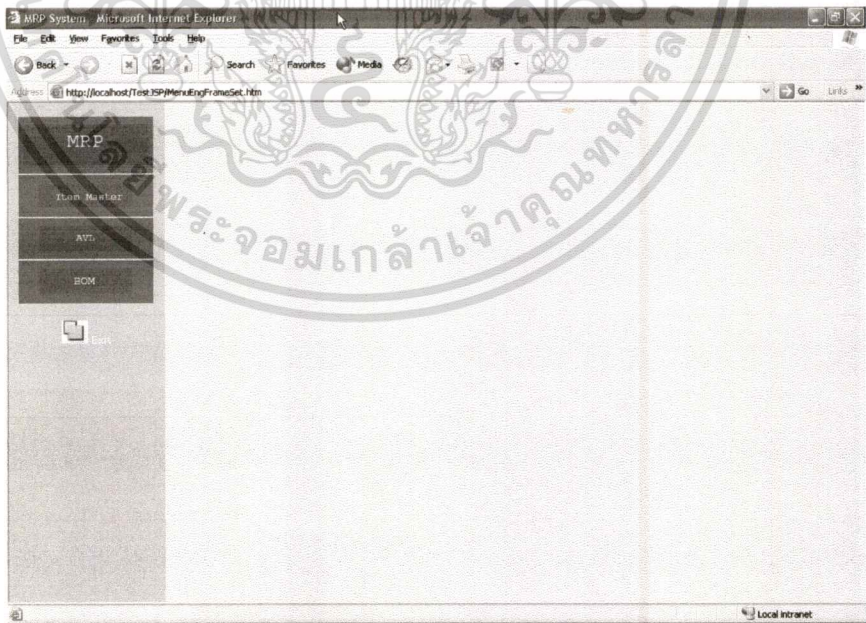 MRP System - Microsoft Internet Explorer
File Edit View Favorites Tools Help
Back Search Favorites Media
Address http://localhost/TestJSP/MenuEngFrameSet.htm Go Links »
MRP
Item Master
AVL
BOM
Exit
พระจอมเกล้าเจ้าคุณทหาร
Local intranet